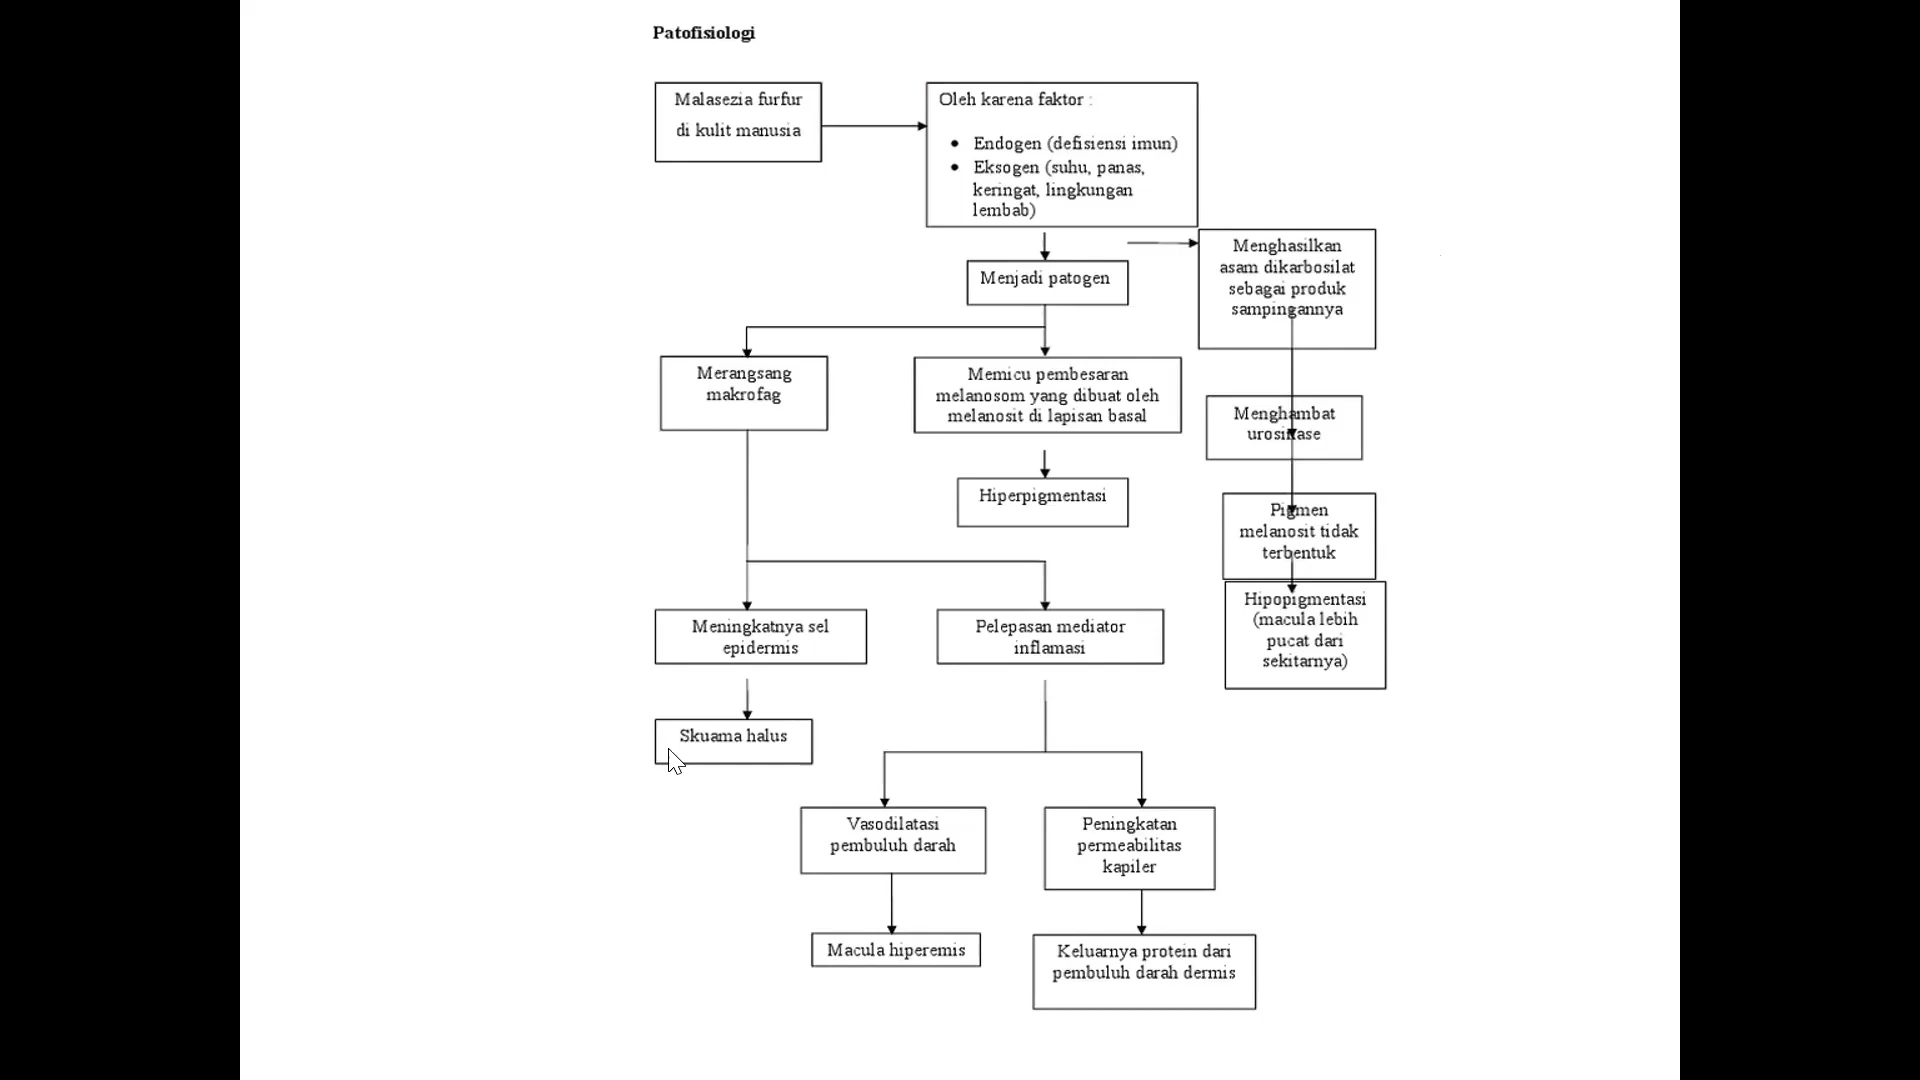 Patofisiologi
Malasezia furfur
di kulit manusia
Oleh karena faktor :
• Endogen (defisiensi imun)
• Eksogen (suhu, panas,
keringat, lingkungan
lembab)
Menjadi patogen
Menghasilkan
asam dikarbosilat
sebagai produk
sampingannya
Merangsang
makrofag
Memicu pembesaran
melanosom yang dibuat oleh
melanosit di lapisan basal
Menghambat
urosinase
Hiperpigmentasi
Pigmen
melanosit tidak
terbentuk
Hipopigmentasi
(macula lebih
pucat dari
sekitarnya)
Meningkatnya sel
epidermis
Pelepasan mediator
inflamasi
Skuama halus
Vasodilatasi
pembuluh darah
Peningkatan
permeabilitas
kapiler
Macula hiperemis
Keluarnya protein dari
pembuluh darah dermis